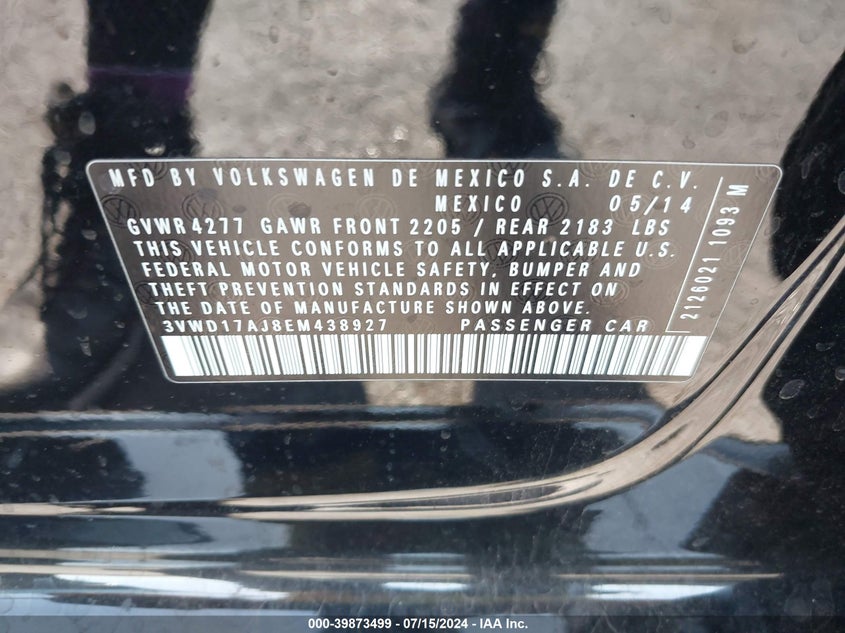 MFD BY VOLKSWAGEN DE MEXICO S.A. DE C.V.
MEXICO 05/14
GVWR 4277 GAWR FRONT 2205 / REAR 2183 LBS
THIS VEHICLE CONFORMS TO ALL APPLICABLE U.S.
FEDERAL MOTOR VEHICLE SAFETY, BUMPER AND
THEFT PREVENTION STANDARDS IN EFFECT ON
THE DATE OF MANUFACTURE SHOWN ABOVE.
3VWD17AJ8EM438927 PASSENGER CAR
2126021 1093 M
000-39873499 - 07/15/2024 - IAA Inc.